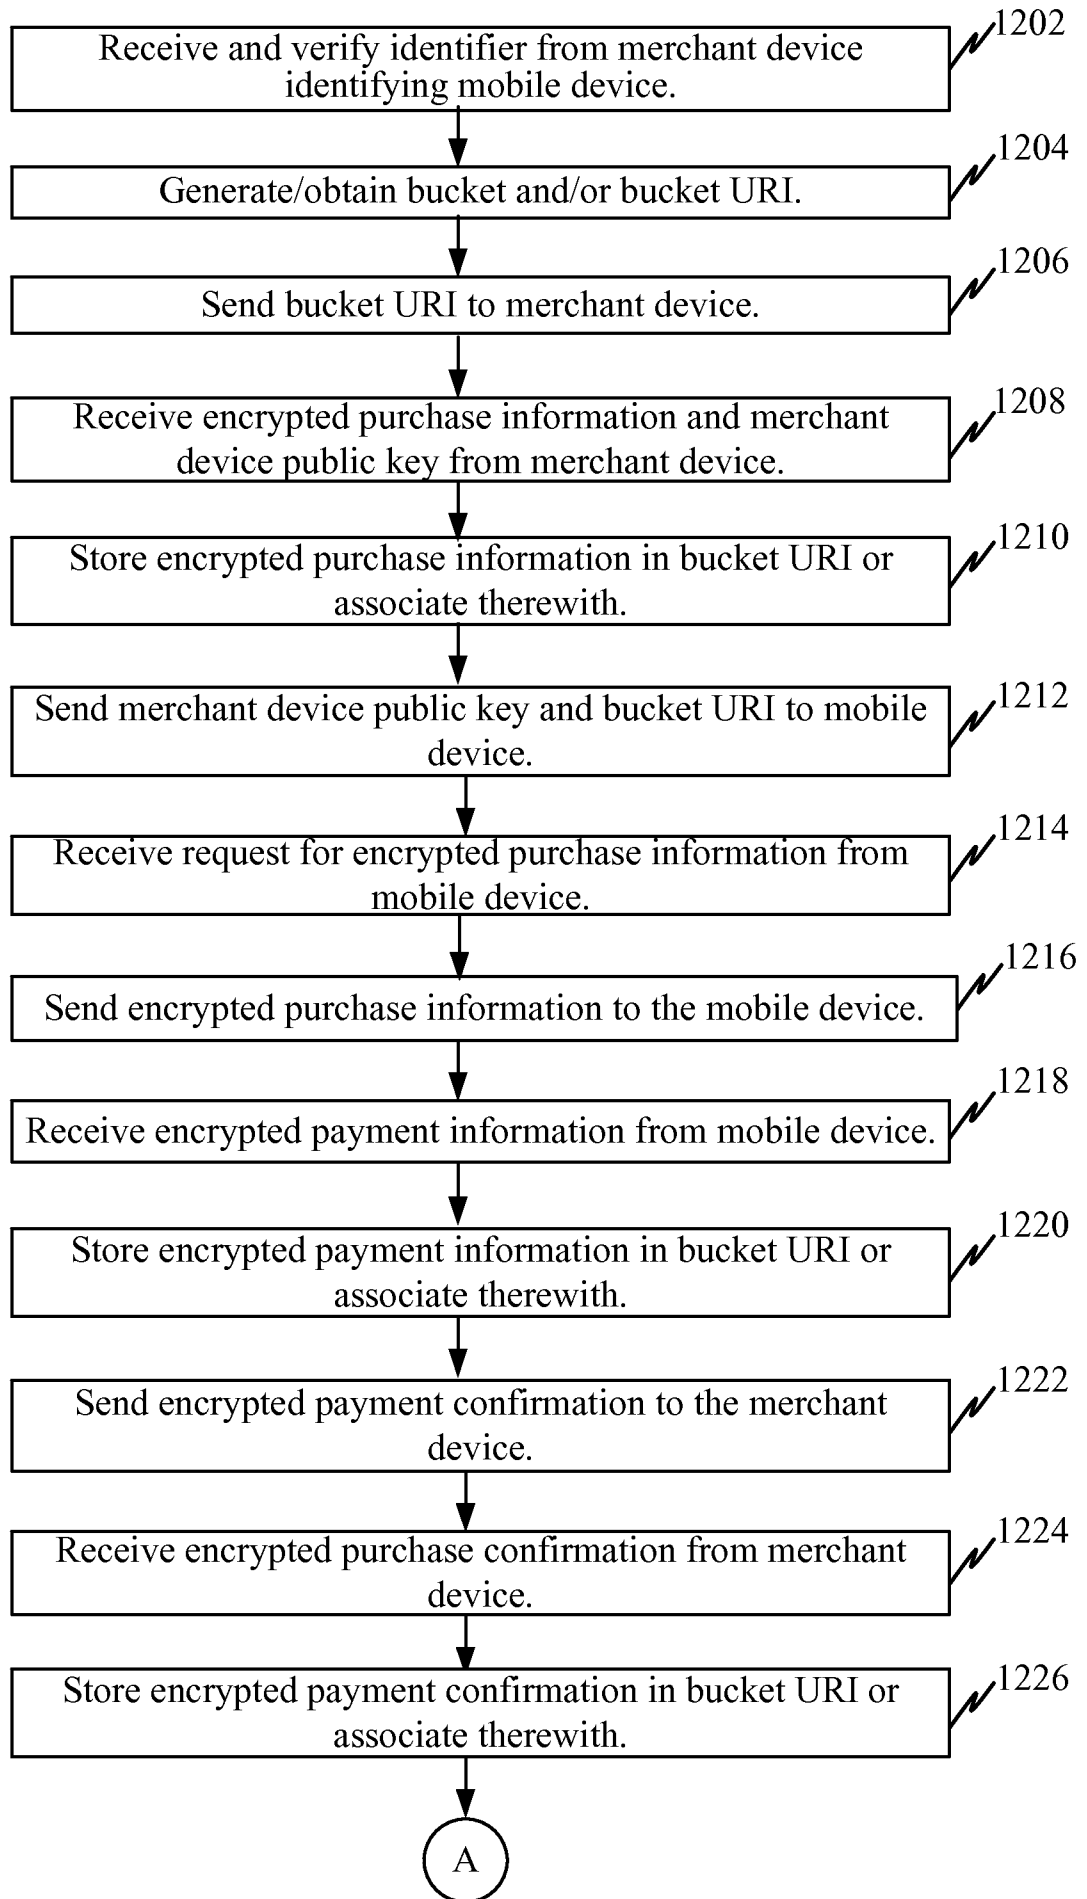 1202
Receive and verify identifier from merchant device
identifying mobile device.
1204
Generate/obtain bucket and/or bucket URI.
1206
Send bucket URI to merchant device.
1208
Receive encrypted purchase information and merchant
device public key from merchant device.
1210
Store encrypted purchase information in bucket URI or
associate therewith.
1212
Send merchant device public key and bucket URI to mobile
device.
1214
Receive request for encrypted purchase information from
mobile device.
1216
Send encrypted purchase information to the mobile device.
1218
Receive encrypted payment information from mobile device.
1220
Store encrypted payment information in bucket URI or
associate therewith.
1222
Send encrypted payment confirmation to the merchant
device.
1224
Receive encrypted purchase confirmation from merchant
device.
1226
Store encrypted payment confirmation in bucket URI or
associate therewith.
A